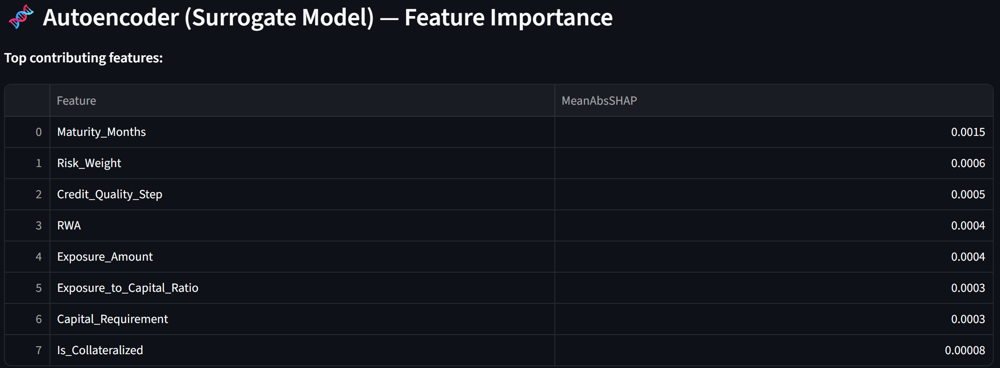 Autoencoder (Surrogate Model) — Feature Importance
Top contributing features:
Feature MeanAbsSHAP
0 Maturity_Months 0.0015
1 Risk_Weight 0.0006
2 Credit_Quality_Step 0.0005
3 RWA 0.0004
4 Exposure_Amount 0.0004
5 Exposure_to_Capital_Ratio 0.0003
6 Capital_Requirement 0.0003
7 Is_Collateralized 0.00008